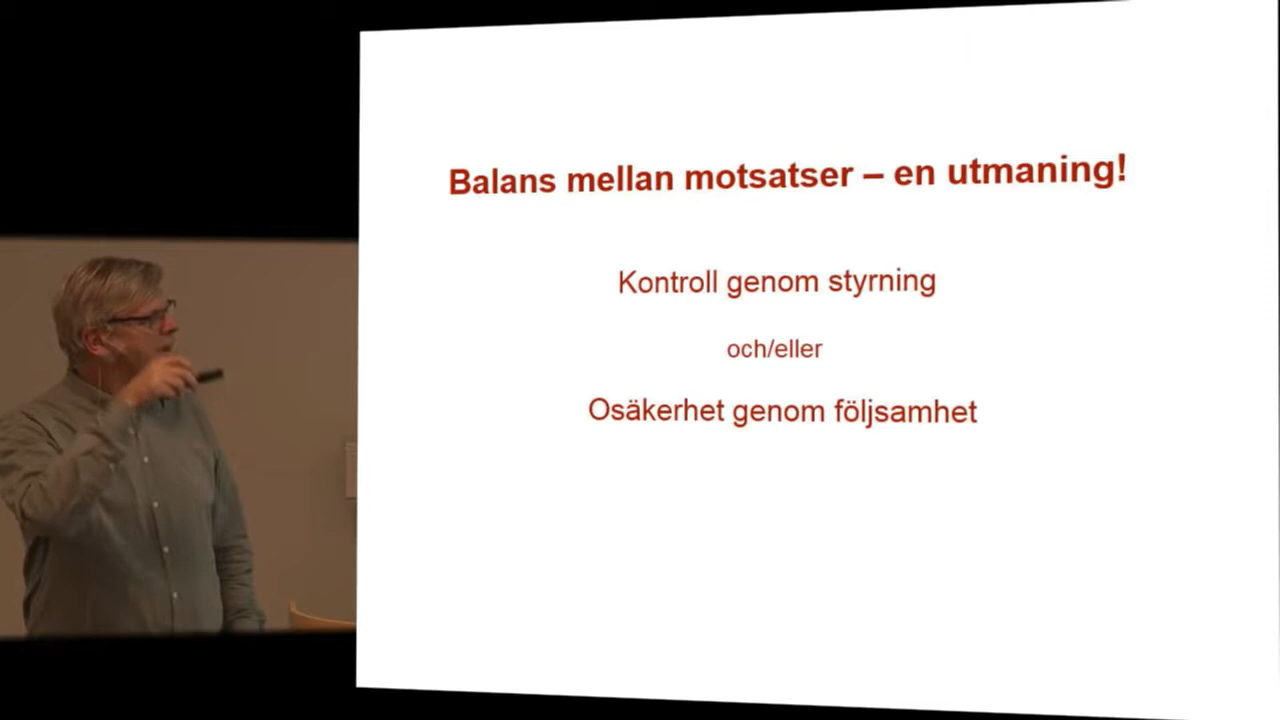 Balans mellan motsatser – en utmaning!
Kontroll genom styrning
och/eller
Osäkerhet genom följsamhet